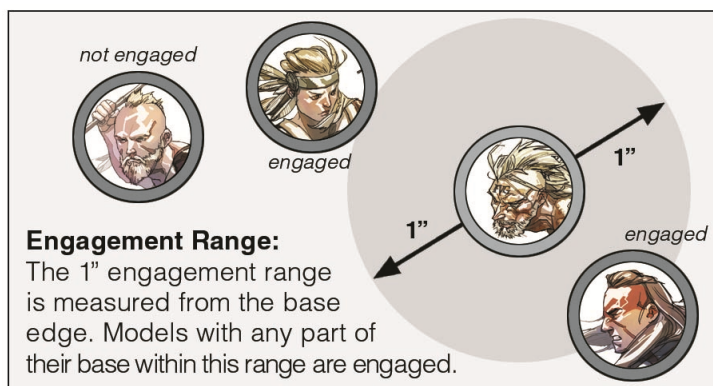 not engaged
engaged
1”
1”
engaged
Engagement Range:
The 1” engagement range
is measured from the base
edge. Models with any part of
their base within this range are engaged.